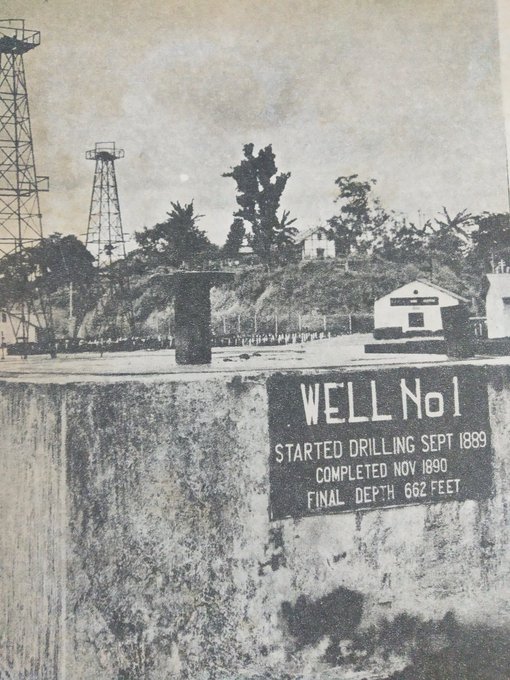 WELL No 1
STARTED DRILLING SEPT 1889
COMPLETED NOV 1890
FINAL DEPTH 662 FEET